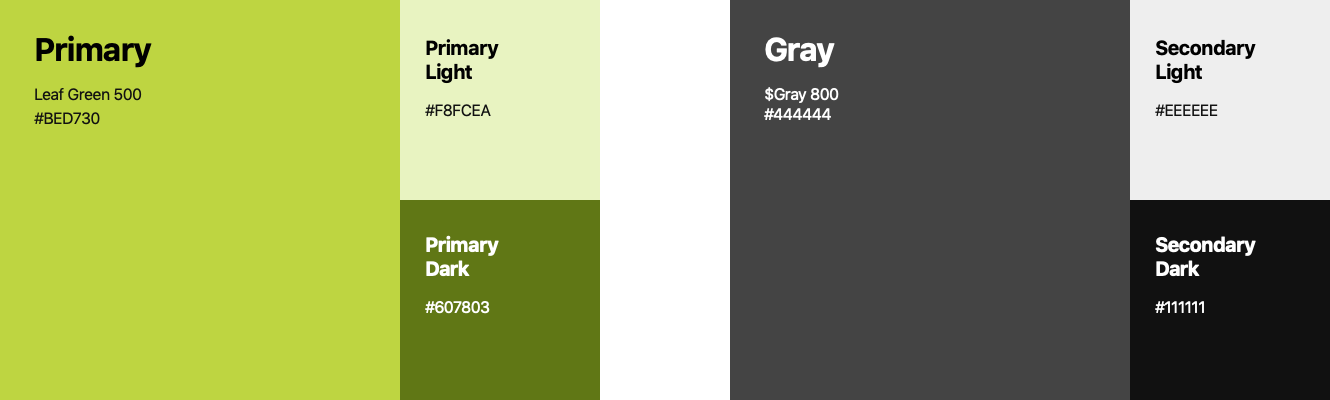 Primary
Leaf Green 500
#BED730
Primary
Light
#F8FCEA
Primary
Dark
#607803
Gray
$Gray 800
#444444
Secondary
Light
#EEEEEE
Secondary
Dark
#111111